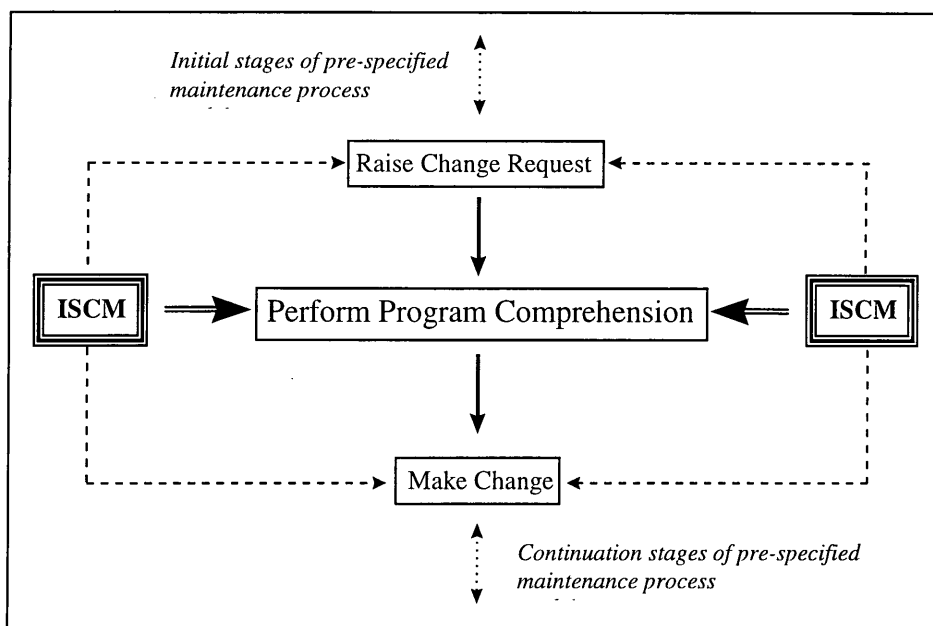 Initial stages of pre-specified
maintenance process
Raise Change Request
ISCM
Perform Program Comprehension
ISCM
Make Change
Continuation stages of pre-specified
maintenance process